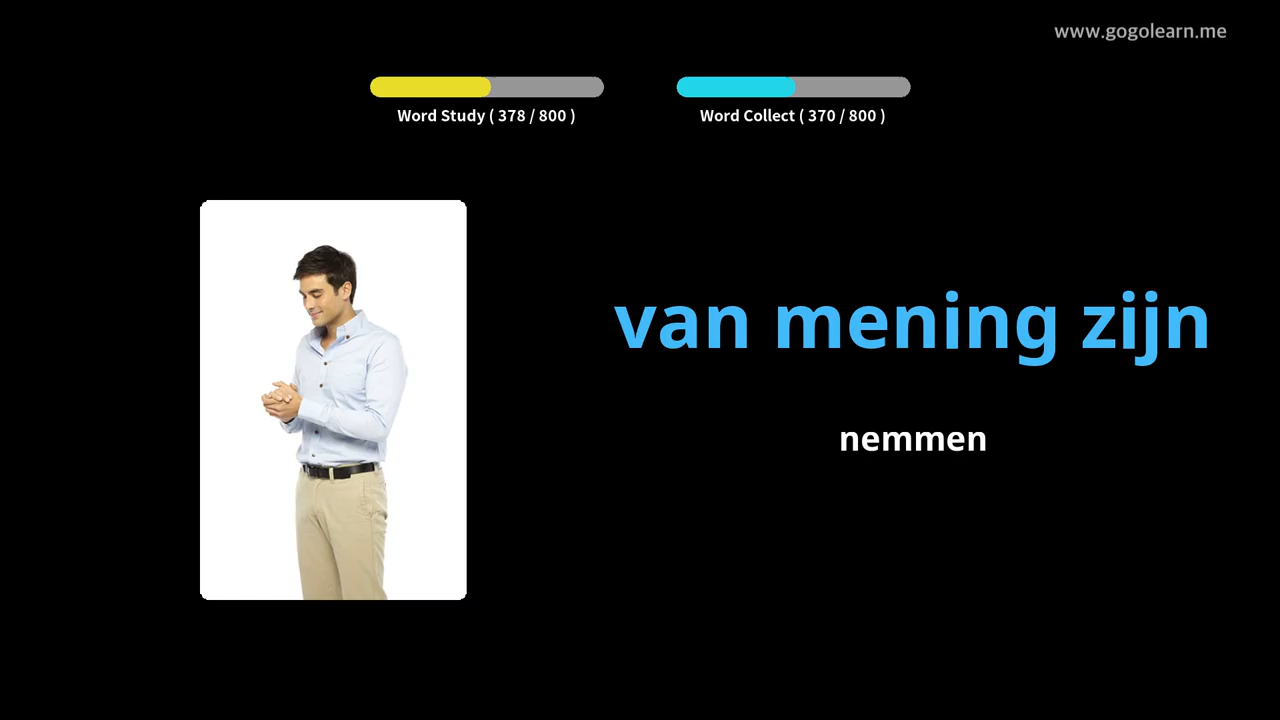 www.gogolearn.me
Word Study ( 378 / 800 )
Word Collect ( 370 / 800 )
van mening zijn
nemmen